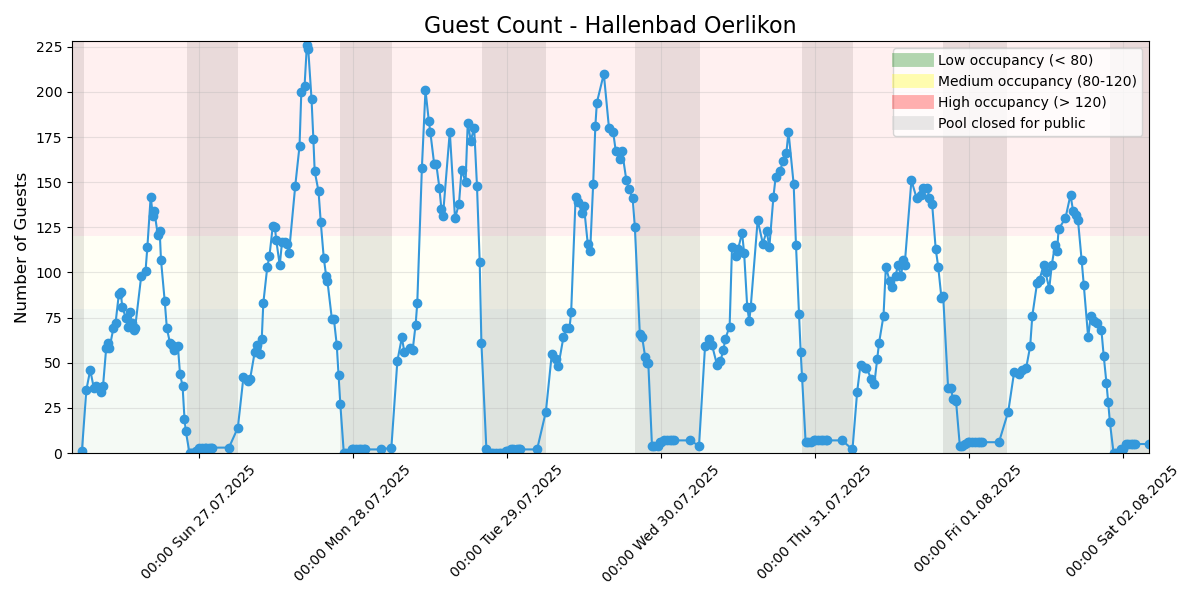 Guest Count - Hallenbad Oerlikon
Number of Guests
225
200
175
150
125
100
75
50
25
0
Low occupancy (< 80)
Medium occupancy (80-120)
High occupancy (> 120)
Pool closed for public
00:00 Sun 27.07.2025
00:00 Mon 28.07.2025
00:00 Tue 29.07.2025
00:00 Wed 30.07.2025
00:00 Thu 31.07.2025
00:00 Fri 01.08.2025
00:00 Sat 02.08.2025